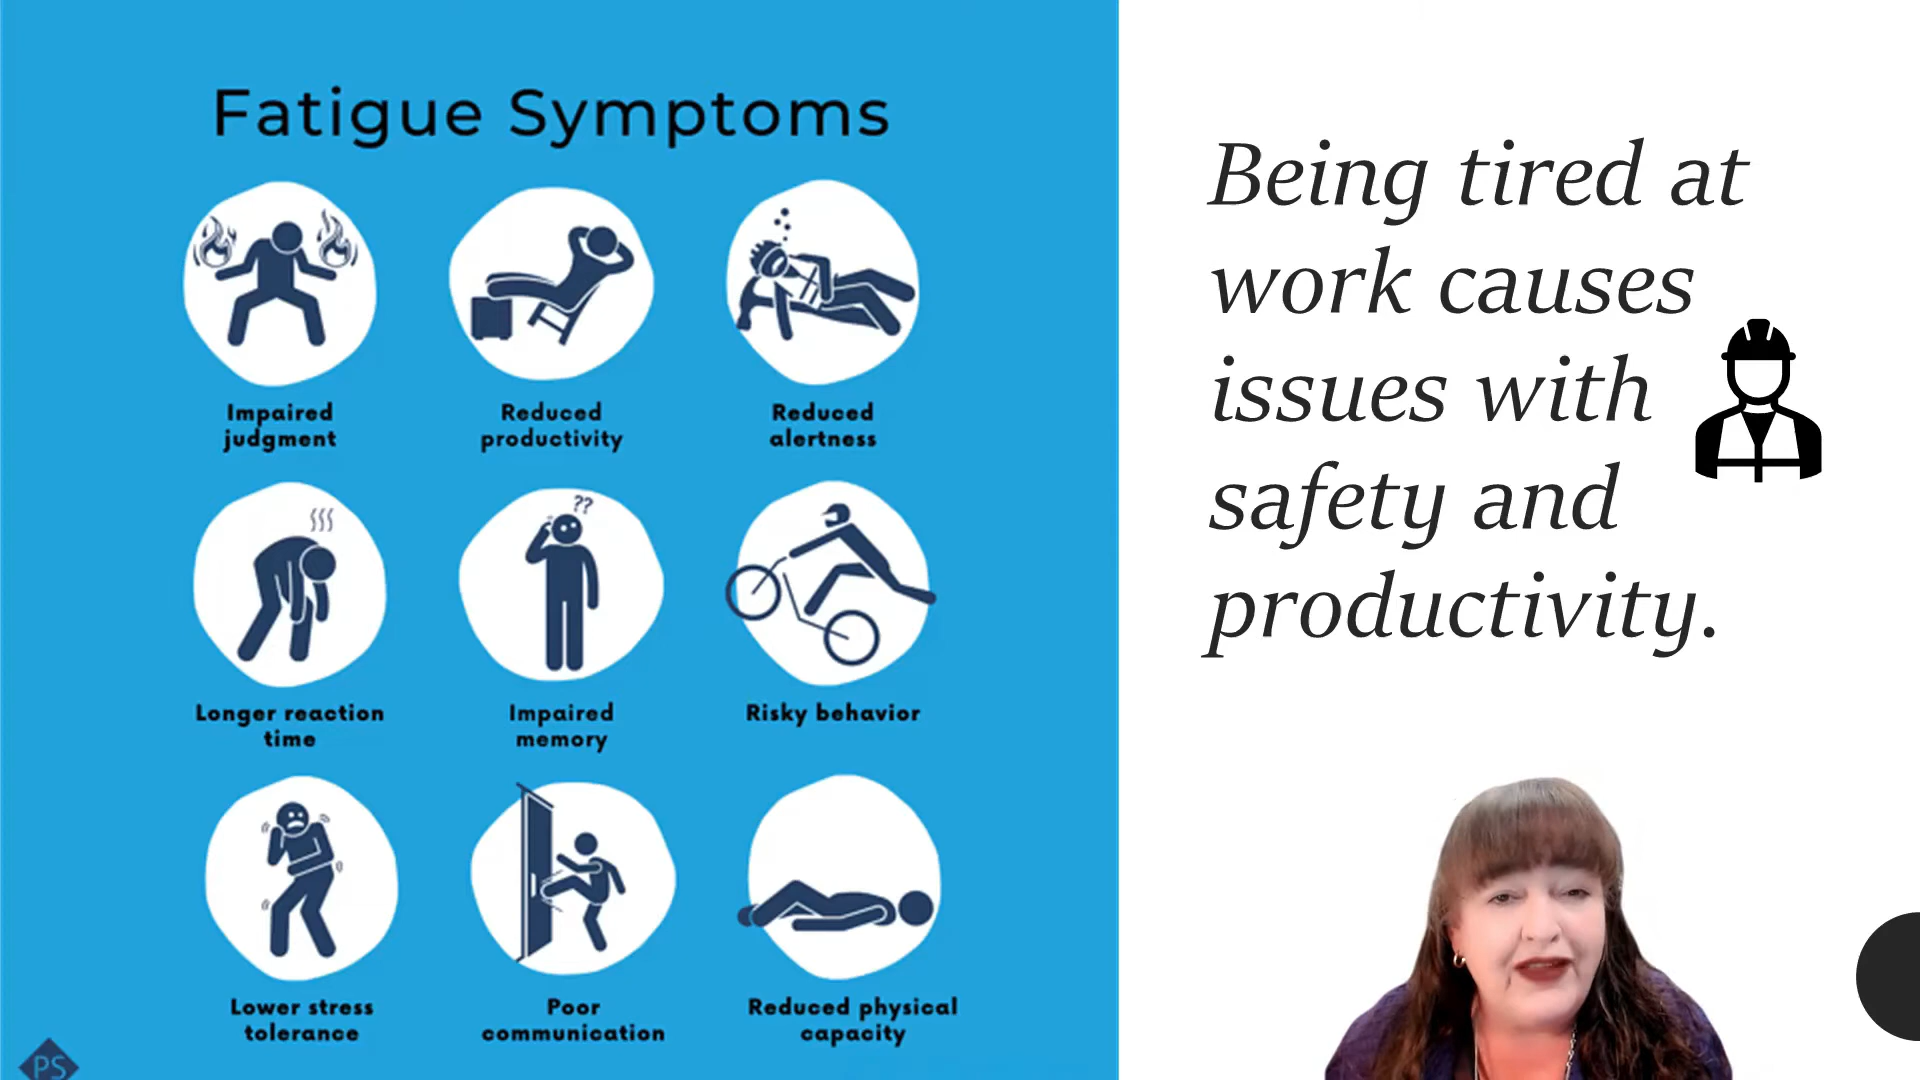 Fatigue Symptoms
Impaired
judgment
Reduced
productivity
Reduced
alertness
??
Longer reaction
time
Impaired
memory
Risky behavior
Lower stress
tolerance
Poor
communication
Reduced physical
capacity
PS
Being tired at
work causes
issues with
safety and
productivity.